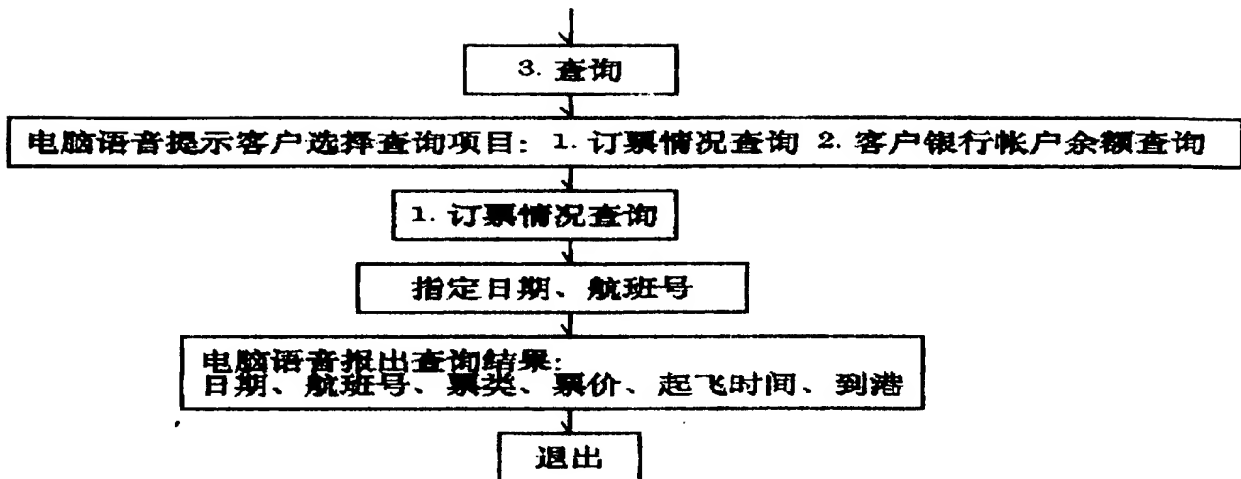 3. 查询
电脑语音提示客户选择查询项目: 1. 订票情况查询 2. 客户银行帐户余额查询
1. 订票情况查询
指定日期、航班号
电脑语音报出查询结果:
日期、航班号、票类、票价、起飞时间、到港
退出